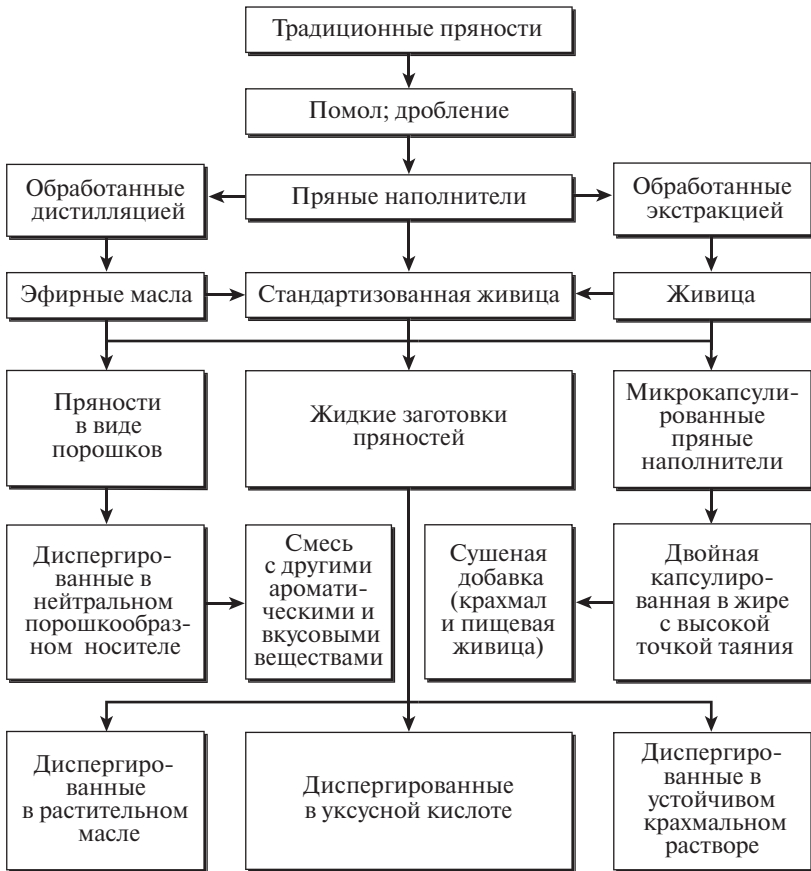 Традиционные пряности
Помол; дробление
Обработанные
дистилляцией
Пряные наполнители
Обработанные
экстракцией
Эфирные масла
Стандартизованная живица
Живица
Пряности
в виде
порошков
Жидкие заготовки
пряностей
Микрокапсули-
рованные
пряные
наполнители
Диспергиро-
ванные в
нейтральном
порошкообраз-
ном носителе
Смесь
с другими
аромати-
ческими и
вкусовыми
веществами
Сушеная
добавка
(крахмал
и пищевая
живица)
Двойная
капсулиро-
ванная в жире
с высокой
точкой таяния
Диспергиро-
ванные
в растительном
масле
Диспергированные
в уксусной кислоте
Диспергиро-
ванные в
устойчивом
крахмальном
растворе